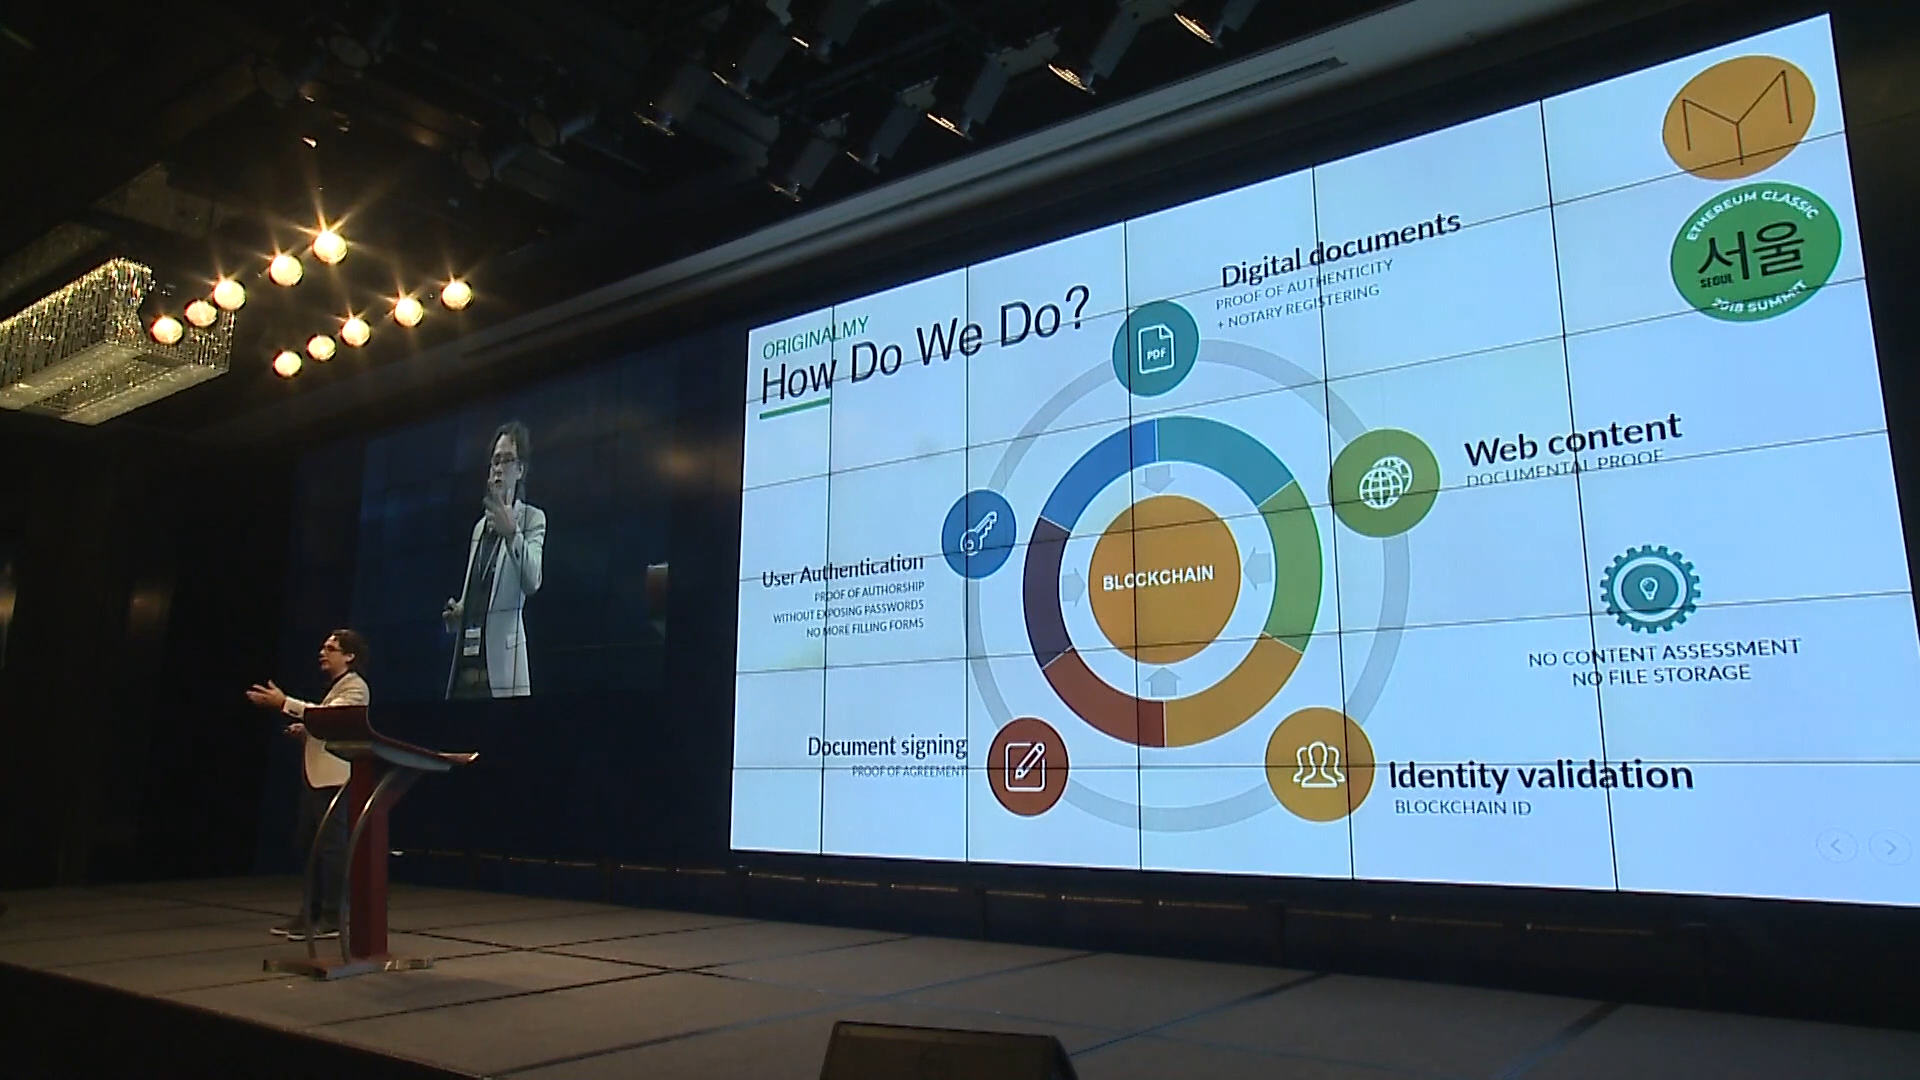 ORIGINALMY
How Do We Do?
Digital documents
PROOF OF AUTHENTICITY
+ NOTARY REGISTERING
PDF
ETHEREUM CLASSIC
서울
SEOUL
2018 SUMMIT
Web content
DOCUMENTAL PROOF
User Authentication
PROOF OF AUTHORSHIP
WITHOUT EXPOSING PASSWORDS
NO MORE FILLING FORMS
BLOCKCHAIN
NO CONTENT ASSESSMENT
NO FILE STORAGE
Document signing
PROOF OF AGREEMENT
Identity validation
BLOCKCHAIN ID